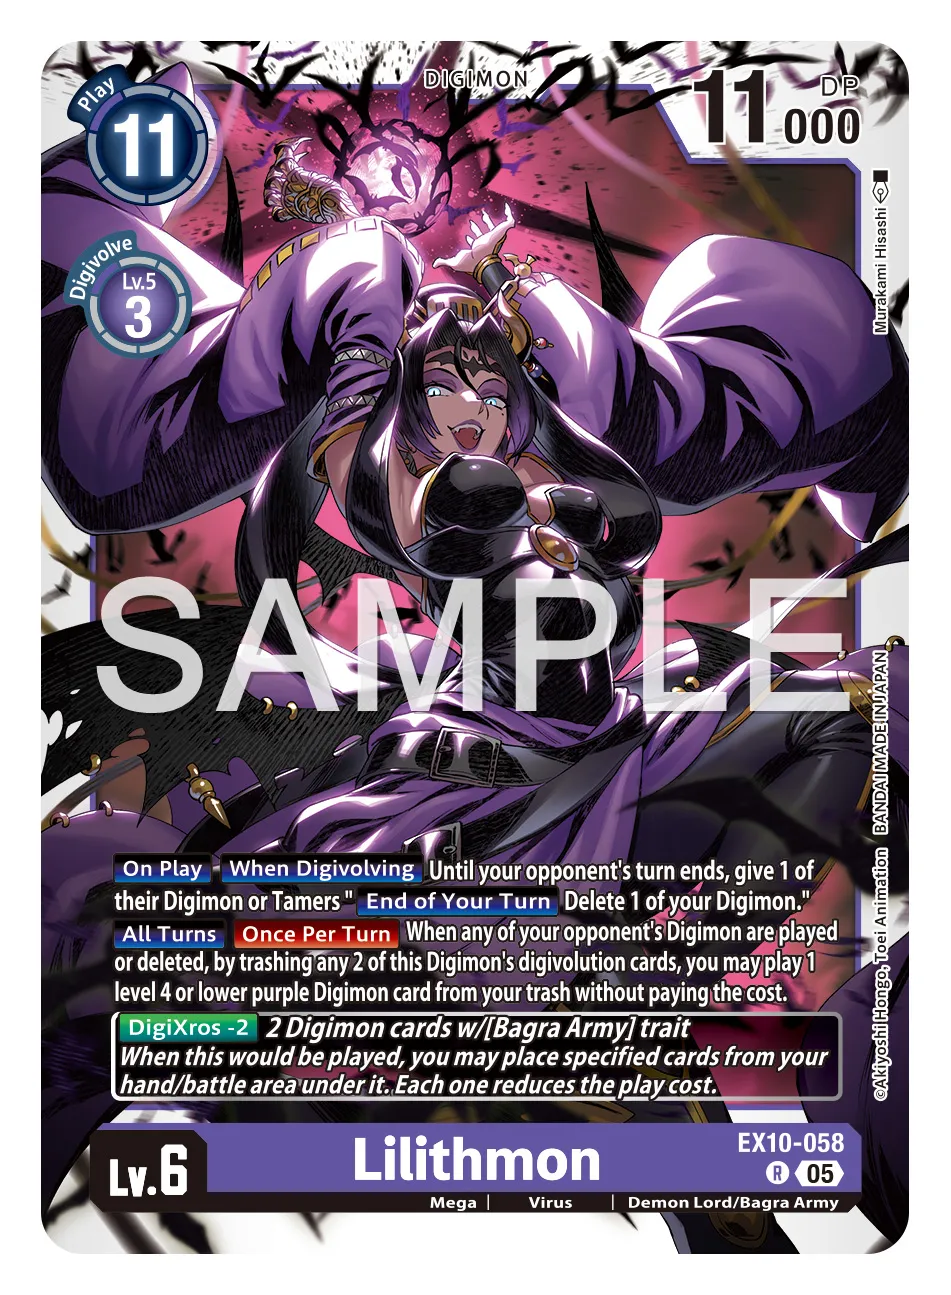 DIGIMON
Play
11
11000
DP
Digivolve
Lv.5
3
Murakami Hisashi
SAMPLE
©Akiyoshi Hongo, Toei Animation BANDAI MADE IN JAPAN
On Play When Digivolving Until your opponent's turn ends, give 1 of
their Digimon or Tamers " End of Your Turn Delete 1 of your Digimon."
All Turns Once Per Turn When any of your opponent's Digimon are played
or deleted, by trashing any 2 of this Digimon's digivolution cards, you may play 1
level 4 or lower purple Digimon card from your trash without paying the cost.
DigiXros -2 2 Digimon cards w/[Bagra Army] trait
When this would be played, you may place specified cards from your
hand/battle area under it. Each one reduces the play cost.
Lv.6
Lilithmon
EX10-058
R 05
Mega | Virus | Demon Lord/Bagra Army